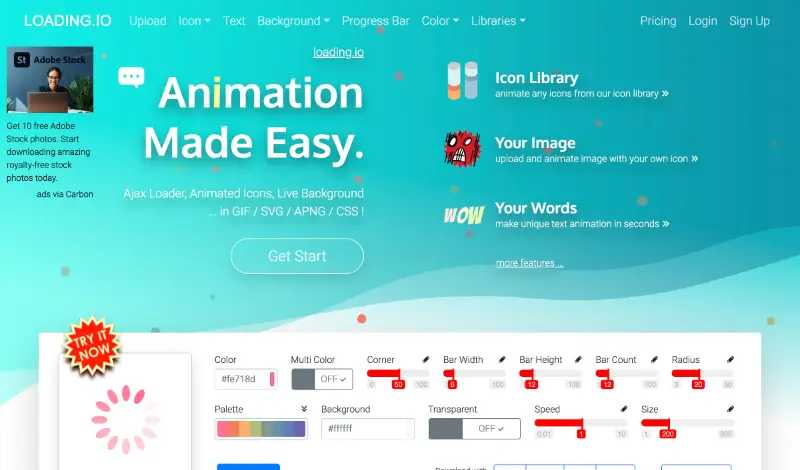 LOADING.IO Upload Icon Text Background Progress Bar Color Libraries Pricing Login Sign Up
St Adobe Stock
Get 10 free Adobe
Stock photos. Start
downloading amazing
royalty-free stock
photos today.
ads via Carbon
loading.io
Animation
Made Easy.
Ajax Loader, Animated Icons, Live Background
... in GIF / SVG / APNG / CSS !
Get Start
Icon Library
animate any icons from our icon library »
Your Image
upload and animate image with your own icon »
WOW
Your Words
make unique text animation in seconds »
more features ...
TRY IT
NOW
Color Multi Color Corner Bar Width Bar Height Bar Count Radius
#fe718d OFF ✓ 0 50 100 1 6 100 1 12 100 1 12 100 0 20 50
Palette Background Transparent Speed Size
#ffffff OFF ✓ 0.01 1 10 1 200 800
Download with